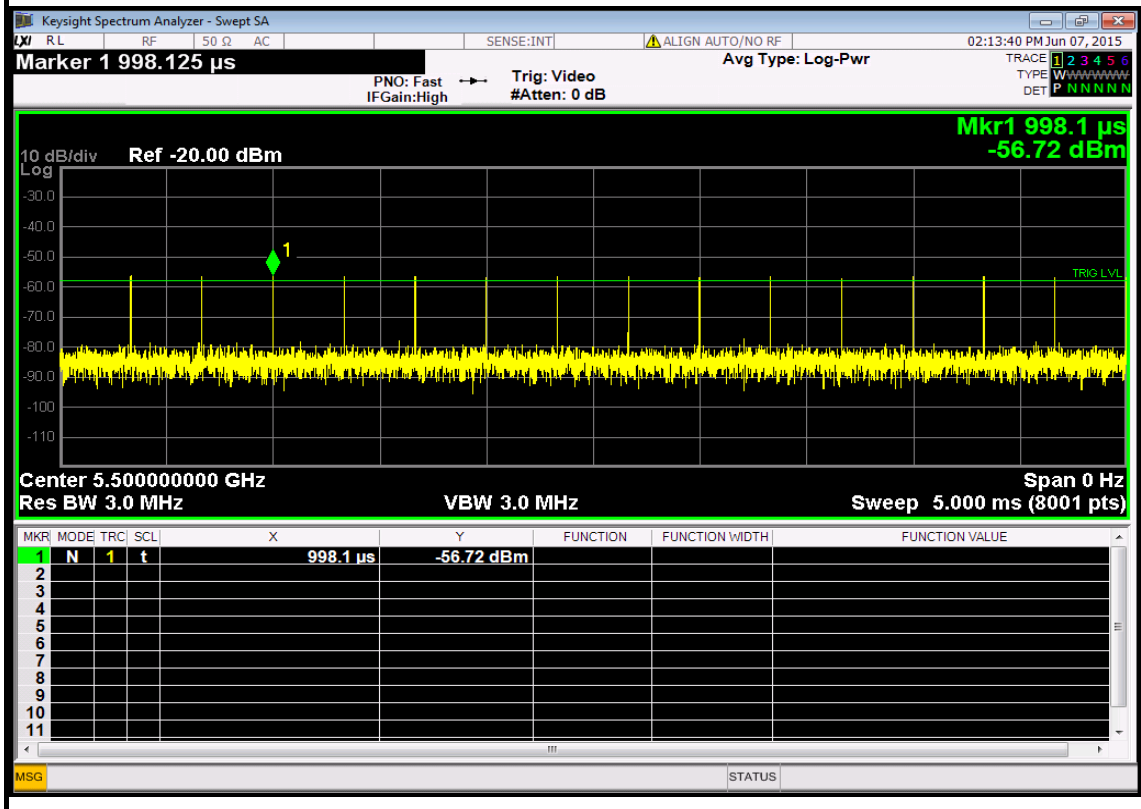 Keysight Spectrum Analyzer - Swept SA
LXI RL RF 50 Ω AC SENSE:INT ALIGN AUTO/NO RF 02:13:40 PM Jun 07, 2015
Marker 1 998.125 µs
PNO: Fast
IFGain:High
Trig: Video
#Atten: 0 dB
Avg Type: Log-Pwr
TRACE 1 2 3 4 5 6
TYPE WWWWWW
DET P N N N N N
Mkr1 998.1 µs
-56.72 dBm
10 dB/div Ref -20.00 dBm
Log
-30.0
-40.0
1
-50.0
TRIG LVL
-60.0
-70.0
-80.0
-90.0
-100
-110
Center 5.500000000 GHz Span 0 Hz
Res BW 3.0 MHz VBW 3.0 MHz Sweep 5.000 ms (8001 pts)
MKR MODE TRC SCL X Y FUNCTION FUNCTION WIDTH FUNCTION VALUE
1 N 1 t 998.1 µs -56.72 dBm
2
3
4
5
6
7
8
9
10
11
MSG STATUS